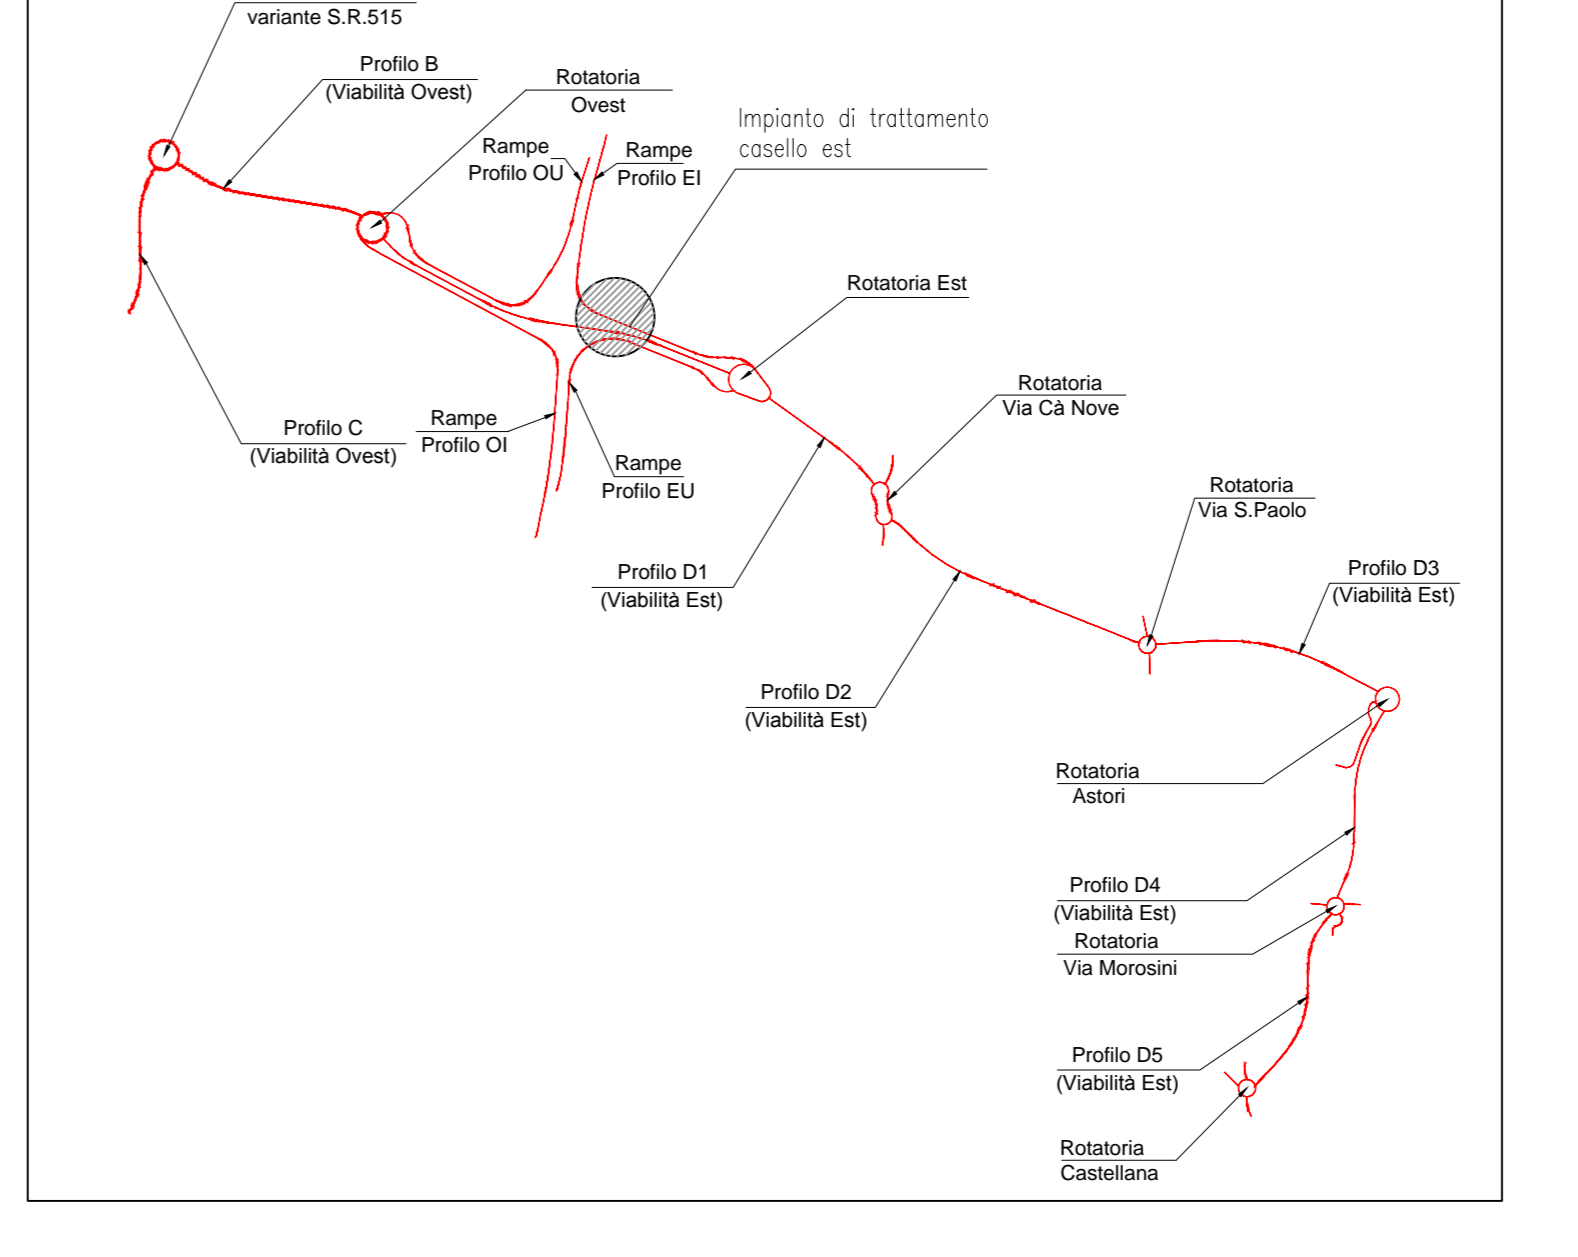 variante S.R.515
Profilo B
(Viabilità Ovest)
Rotatoria
Ovest
Impianto di trattamento
casello est
Rampe
Profilo OU
Rampe
Profilo EI
Rotatoria Est
Rotatoria
Via Cà Nove
Profilo C
(Viabilità Ovest)
Rampe
Profilo OI
Rampe
Profilo EU
Rotatoria
Via S.Paolo
Profilo D1
(Viabilità Est)
Profilo D3
(Viabilità Est)
Profilo D2
(Viabilità Est)
Rotatoria
Astori
Profilo D4
(Viabilità Est)
Rotatoria
Via Morosini
Profilo D5
(Viabilità Est)
Rotatoria
Castellana